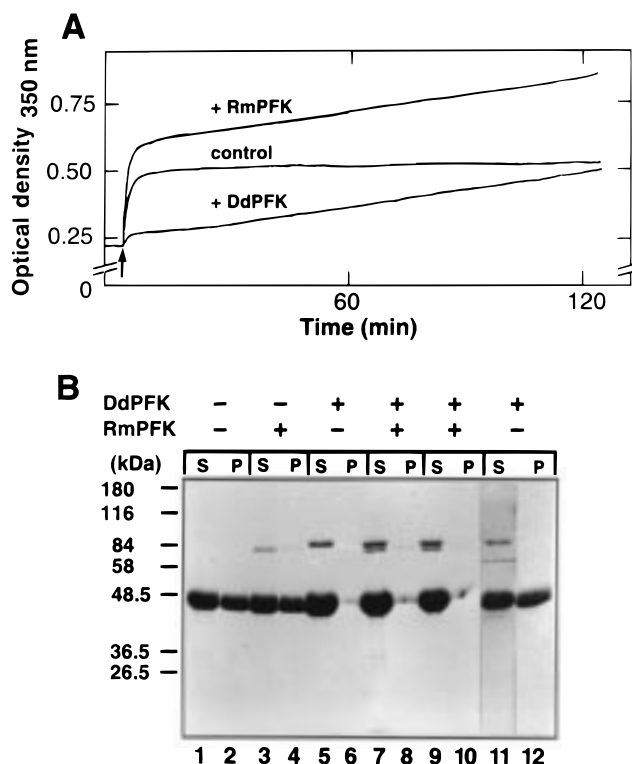 A
Optical density 350 nm
0.75
0.50
0.25
0
+ RmPFK
control
+ DdPFK
60
120
Time (min)
B
DdPFK − − + + + +
RmPFK − + − + + −
(kDa) S P S P S P S P S P S P
180
116
84
58
48.5
36.5
26.5
1 2 3 4 5 6 7 8 9 10 11 12